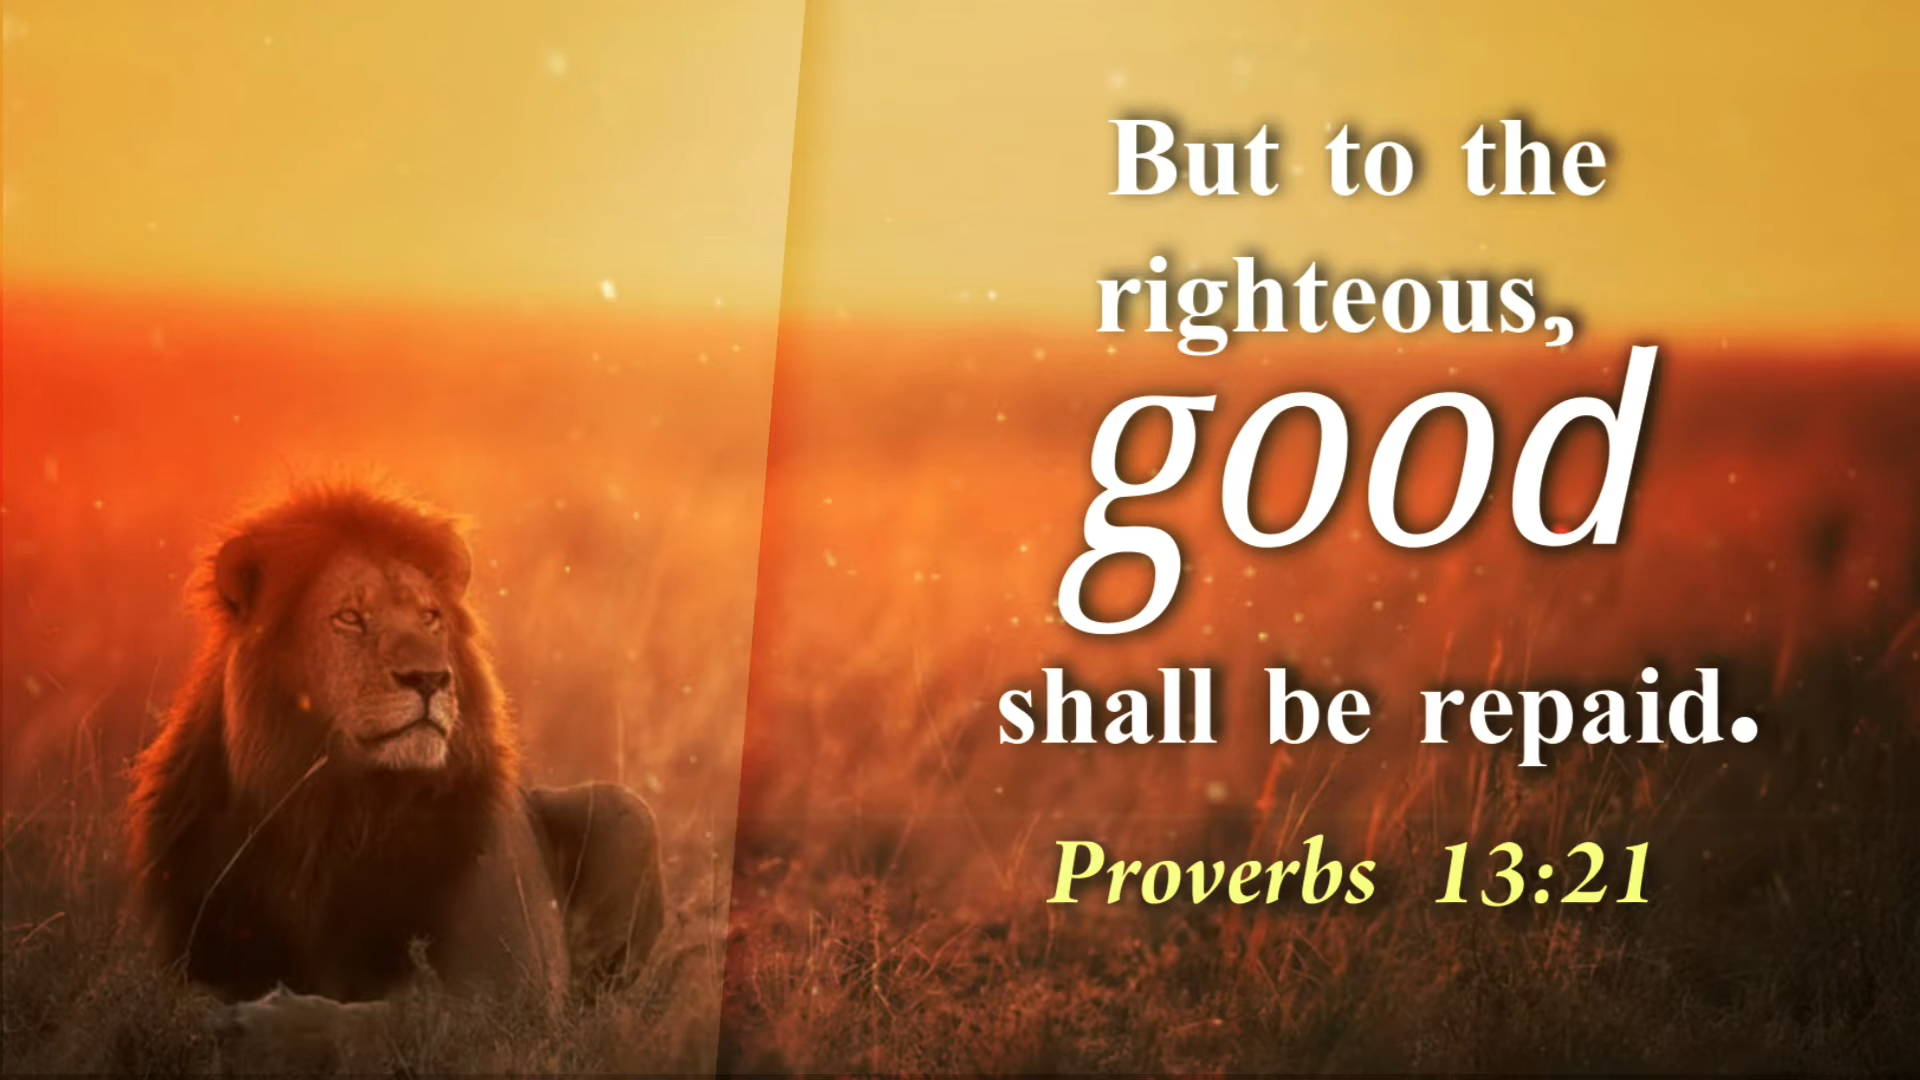 But to the
righteous,
good
shall be repaid.
Proverbs 13:21